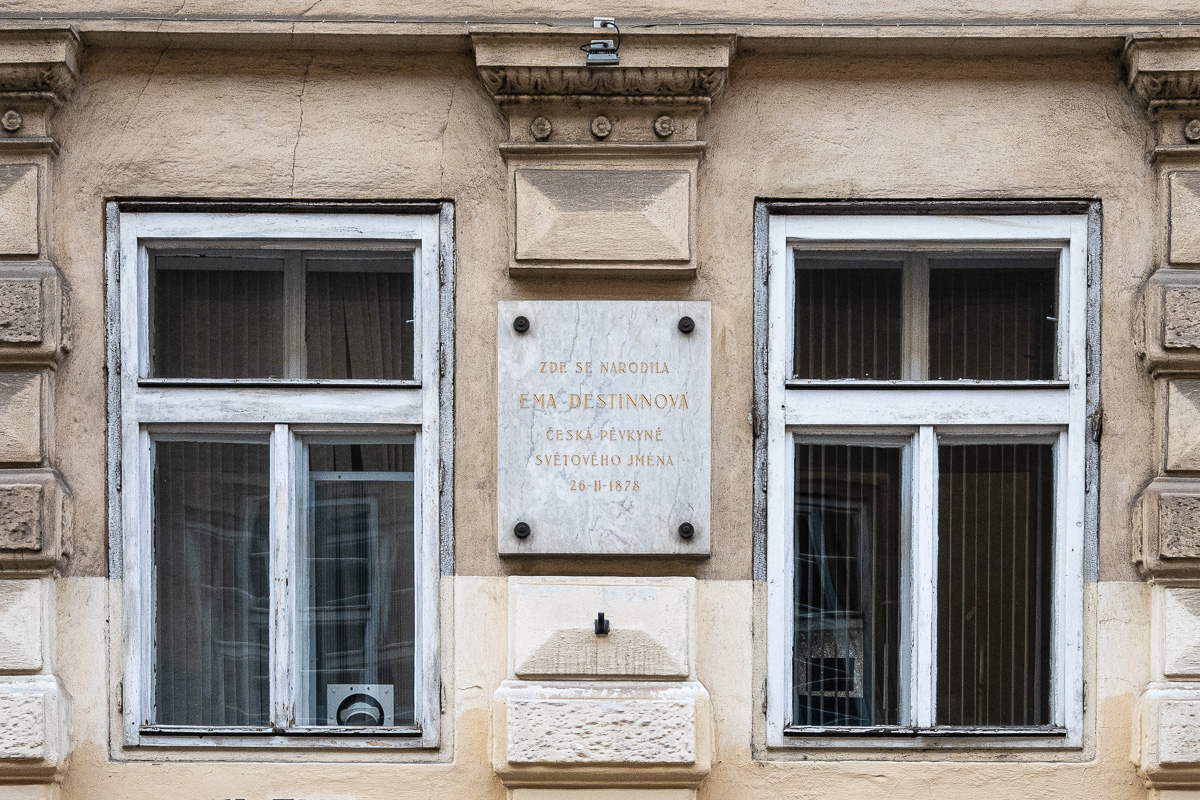 ZDE SE NARODILA
EMA DESTINNOVÁ
ČESKÁ PĚVKYNĚ
SVĚTOVÉHO JMÉNA
26-II-1878